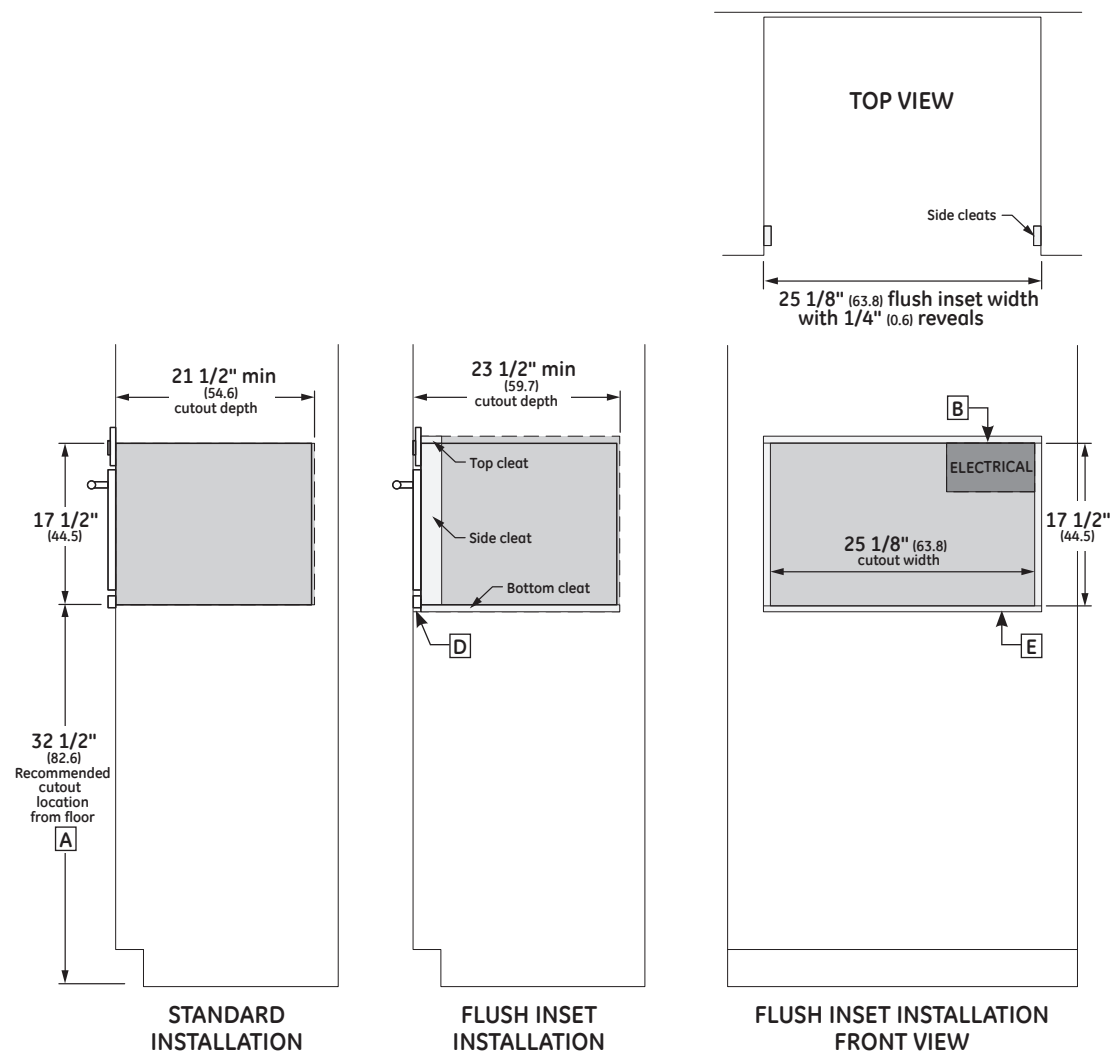 TOP VIEW
Side cleats
25 1/8" (63.8) flush inset width
with 1/4" (0.6) reveals
21 1/2" min
(54.6)
cutout depth
17 1/2"
(44.5)
32 1/2"
(82.6)
Recommended
cutout
location
from floor
A
STANDARD
INSTALLATION
23 1/2" min
(59.7)
cutout depth
Top cleat
Side cleat
Bottom cleat
D
FLUSH INSET
INSTALLATION
B
ELECTRICAL
25 1/8" (63.8)
cutout width
17 1/2"
(44.5)
E
FLUSH INSET INSTALLATION
FRONT VIEW